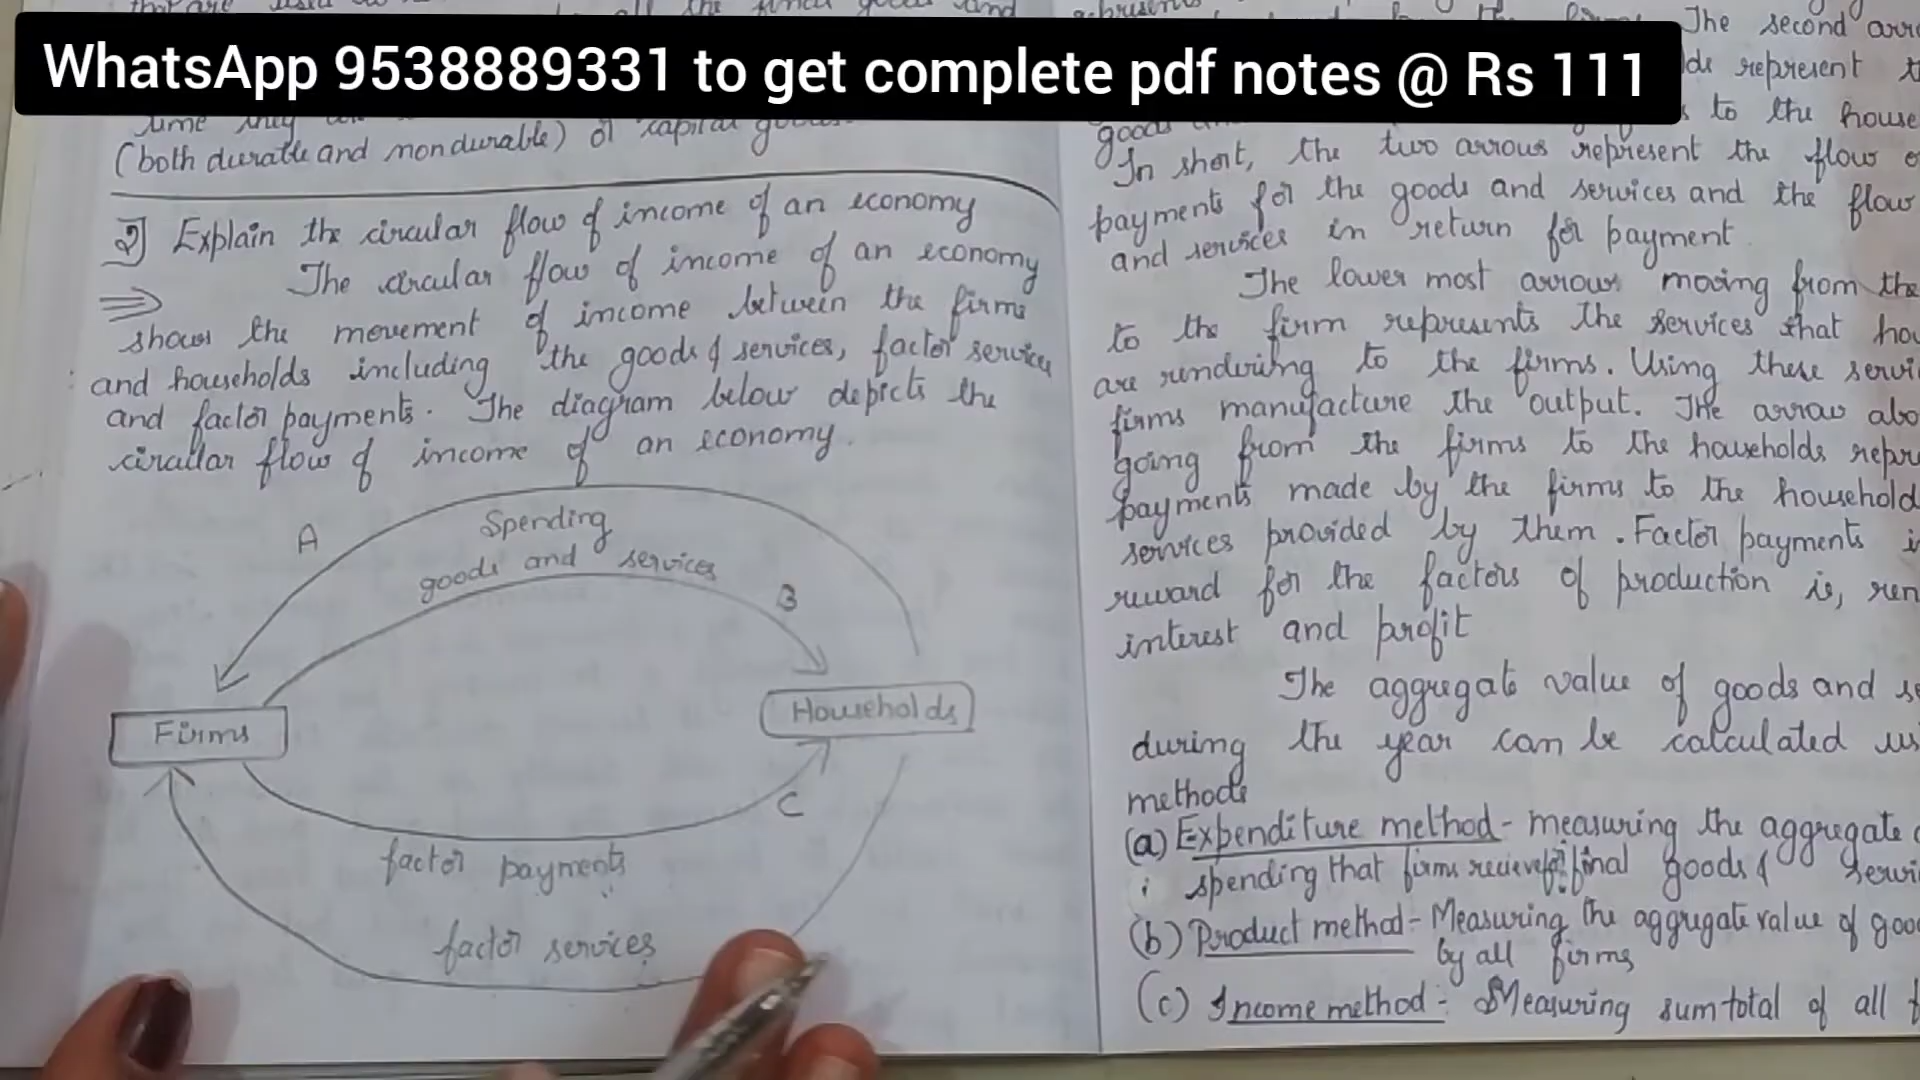 WhatsApp 9538889331 to get complete pdf notes @ Rs 111
(both durable and nondurable) or capital goods.
2] Explain the circular flow of income of an economy
The circular flow of income of an economy
shows the movement of income between the firms
and households including the goods & services, factor services
and factor payments. The diagram below depicts the
circular flow of income of an economy.
A
Spending
goods and services
B
Firms
Households
C
factor payments
factor services
The second
represent
to the house
goods
In short, the two arrows represent the flow
payments for the goods and services and the flow
and services in return for payment
The lower most arrows moving from the
to the firm represents the services that
are rendering to the firms. Using these
firms manufacture the output. The arrow
going from the firms to the households
payments made by the firms to the household
services provided by them. Factor payments
reward for the factors of production is,
interest and profit
The aggregate value of goods and
during the year can be calculated
methods
(a) Expenditure method - measuring the aggregate
spending that firms recieve for final goods &
(b) Product method - Measuring the aggregate value of
by all firms
(c) Income method - Measuring sum total of all